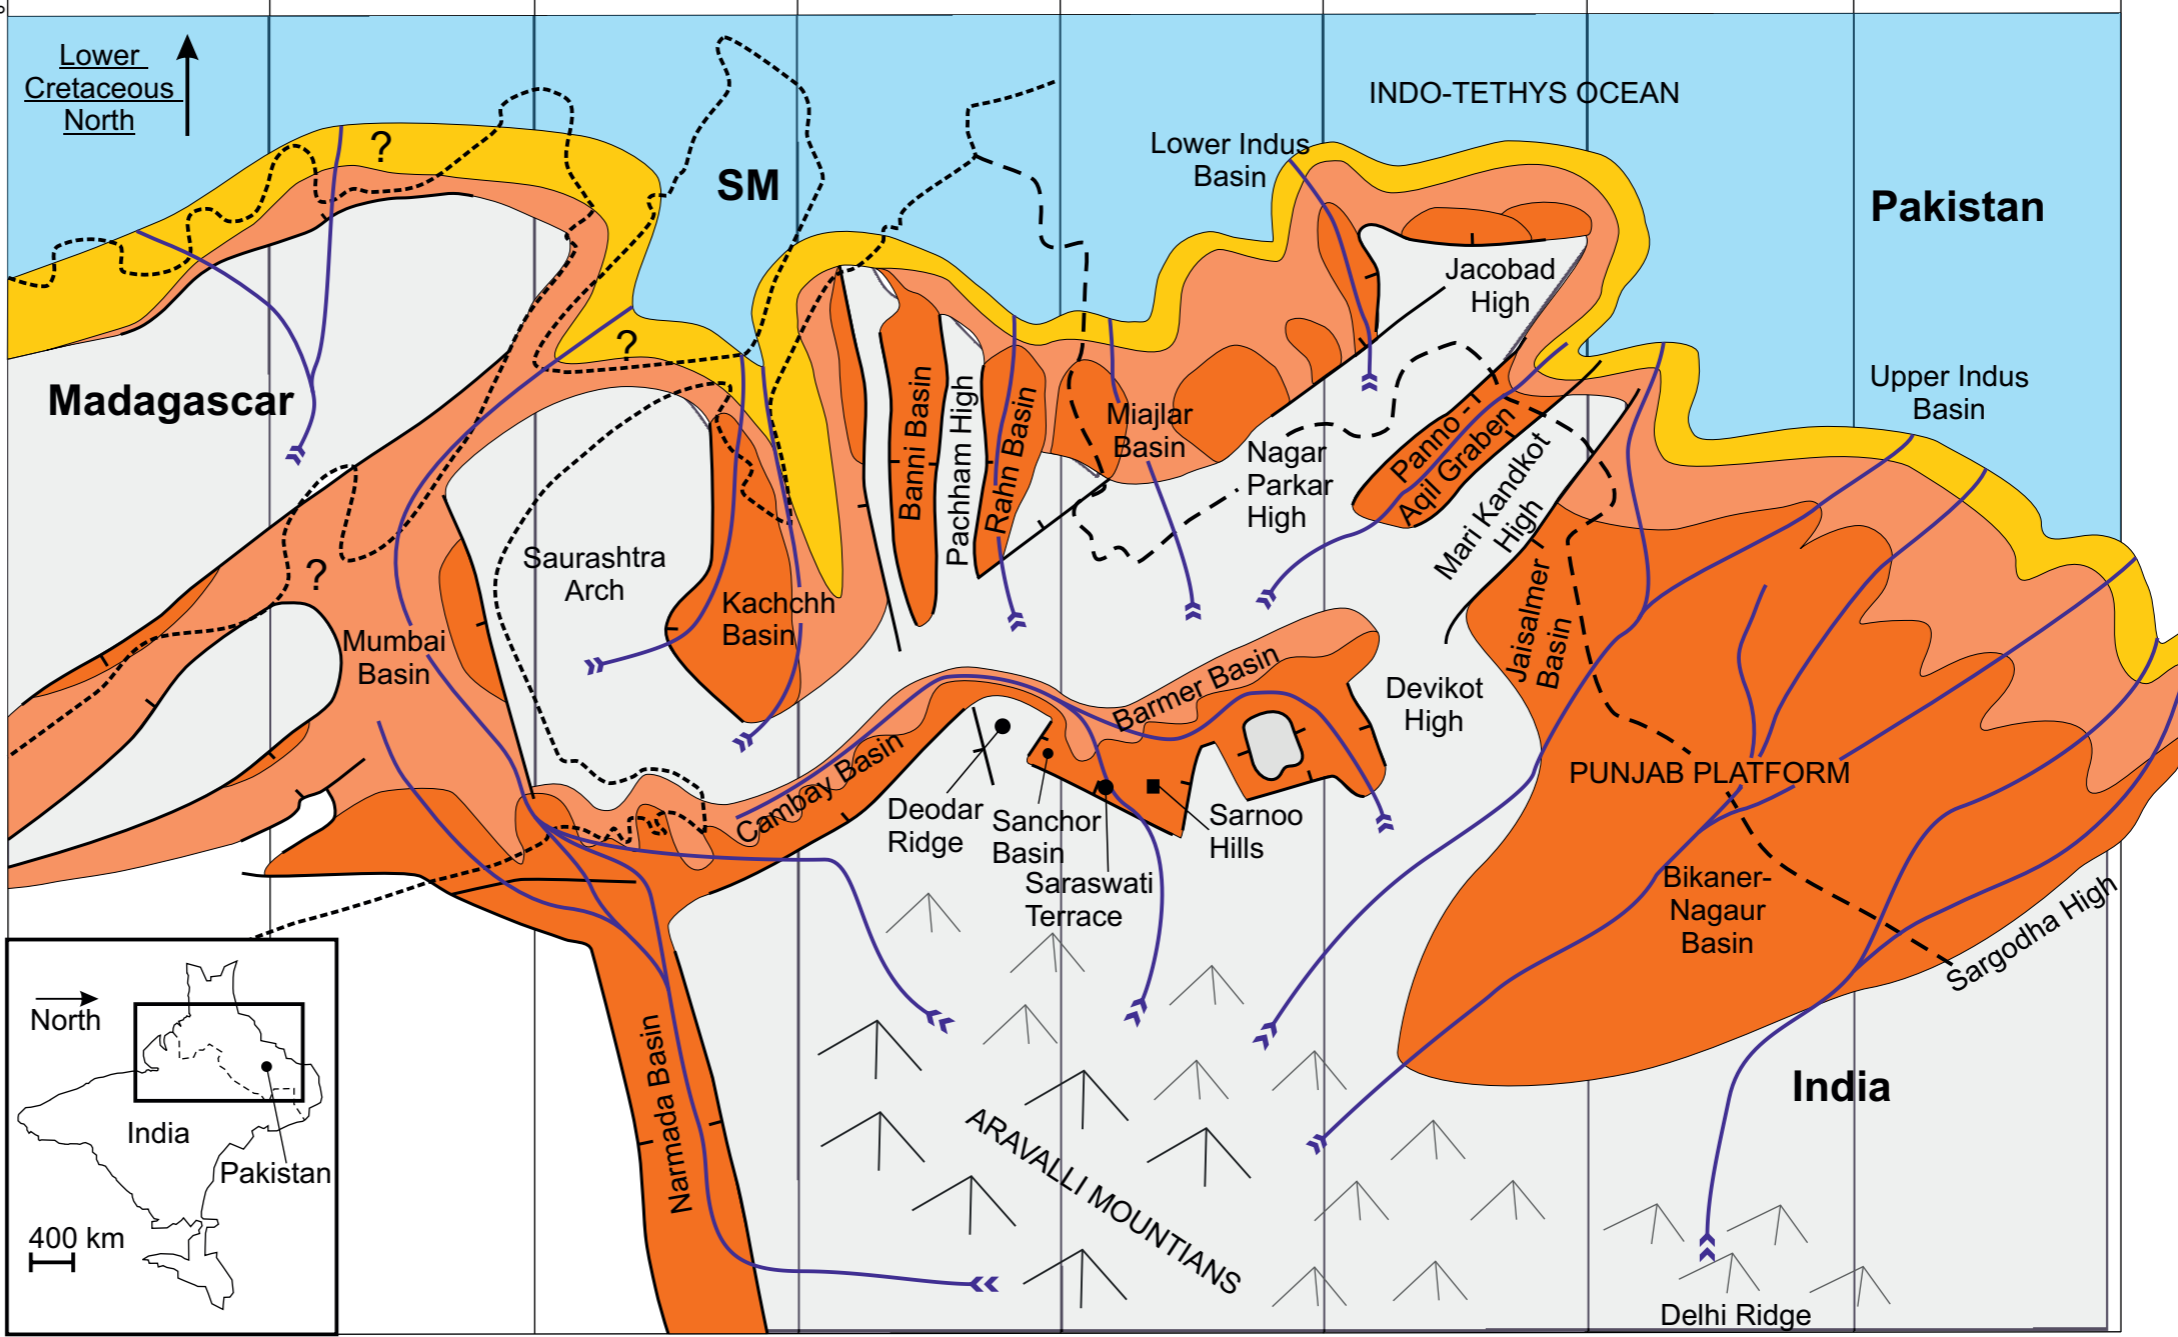 Lower
Cretaceous
North
?
SM
INDO-TETHYS OCEAN
Lower Indus
Basin
Pakistan
Jacobad
High
Madagascar
?
Upper Indus
Basin
Banni Basin
Pachham High
Rahn Basin
Miajlar
Basin
Nagar
Parkar
High
Panno-
Aqil Graben
Mari Kandkot
High
Saurashtra
Arch
?
Kachchh
Basin
Mumbai
Basin
Jaisalmer
Basin
Barmer Basin
Devikot
High
Cambay Basin
PUNJAB PLATFORM
Deodar
Ridge
Sanchor
Basin
Saraswati
Terrace
Sarnoo
Hills
Bikaner-
Nagaur
Basin
Sargodha High
North
India
Pakistan
400 km
Narmada Basin
ARAVALLI MOUNTIANS
India
Delhi Ridge